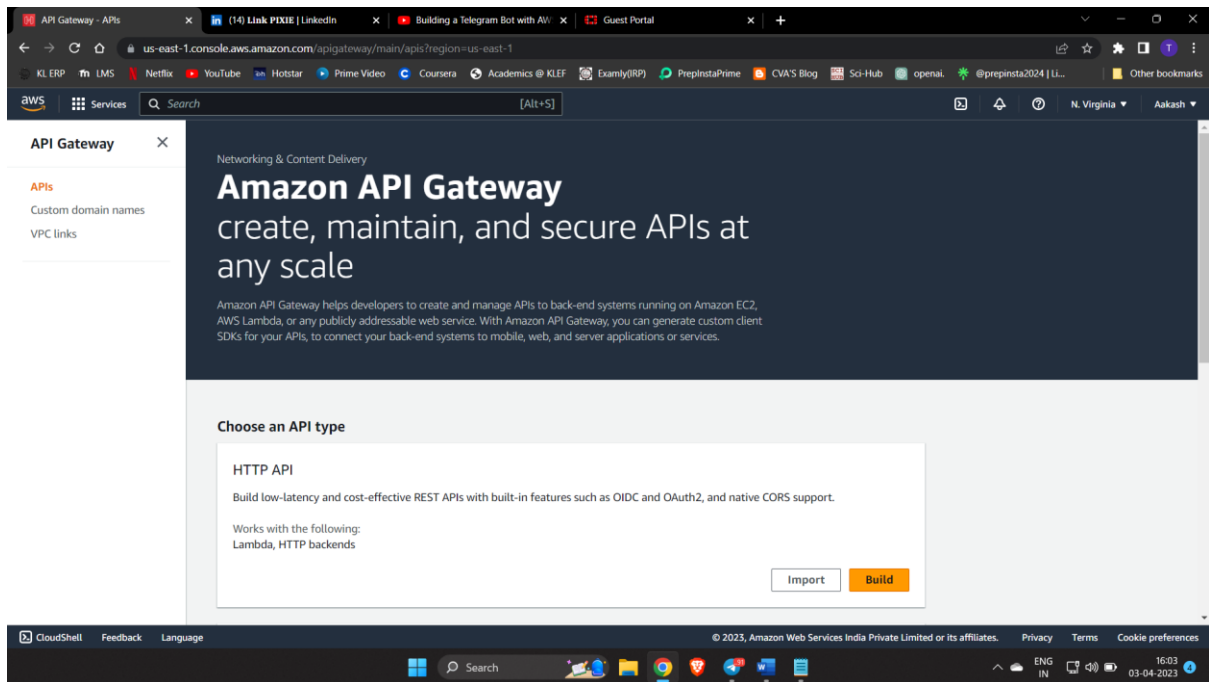 API Gateway - APIs
(14) Link PIXIE | LinkedIn
Building a Telegram Bot with AW
Guest Portal
us-east-1.console.aws.amazon.com/apigateway/main/apis?region=us-east-1
T
KL ERP
LMS
Netflix
YouTube
Hotstar
Prime Video
Coursera
Academics @ KLEF
Examly(IRP)
PrepInstaPrime
CVA'S Blog
Sci-Hub
openai.
@prepinsta2024 | Li...
Other bookmarks
aws
Services
Search
[Alt+S]
N. Virginia
Aakash
API Gateway
APIs
Custom domain names
VPC links
Networking & Content Delivery
Amazon API Gateway
create, maintain, and secure APIs at
any scale
Amazon API Gateway helps developers to create and manage APIs to back-end systems running on Amazon EC2,
AWS Lambda, or any publicly addressable web service. With Amazon API Gateway, you can generate custom client
SDKs for your APIs, to connect your back-end systems to mobile, web, and server applications or services.
Choose an API type
HTTP API
Build low-latency and cost-effective REST APIs with built-in features such as OIDC and OAuth2, and native CORS support.
Works with the following:
Lambda, HTTP backends
Import
Build
CloudShell
Feedback
Language
© 2023, Amazon Web Services India Private Limited or its affiliates.
Privacy
Terms
Cookie preferences
Search
ENG
IN
16:03
03-04-2023
4